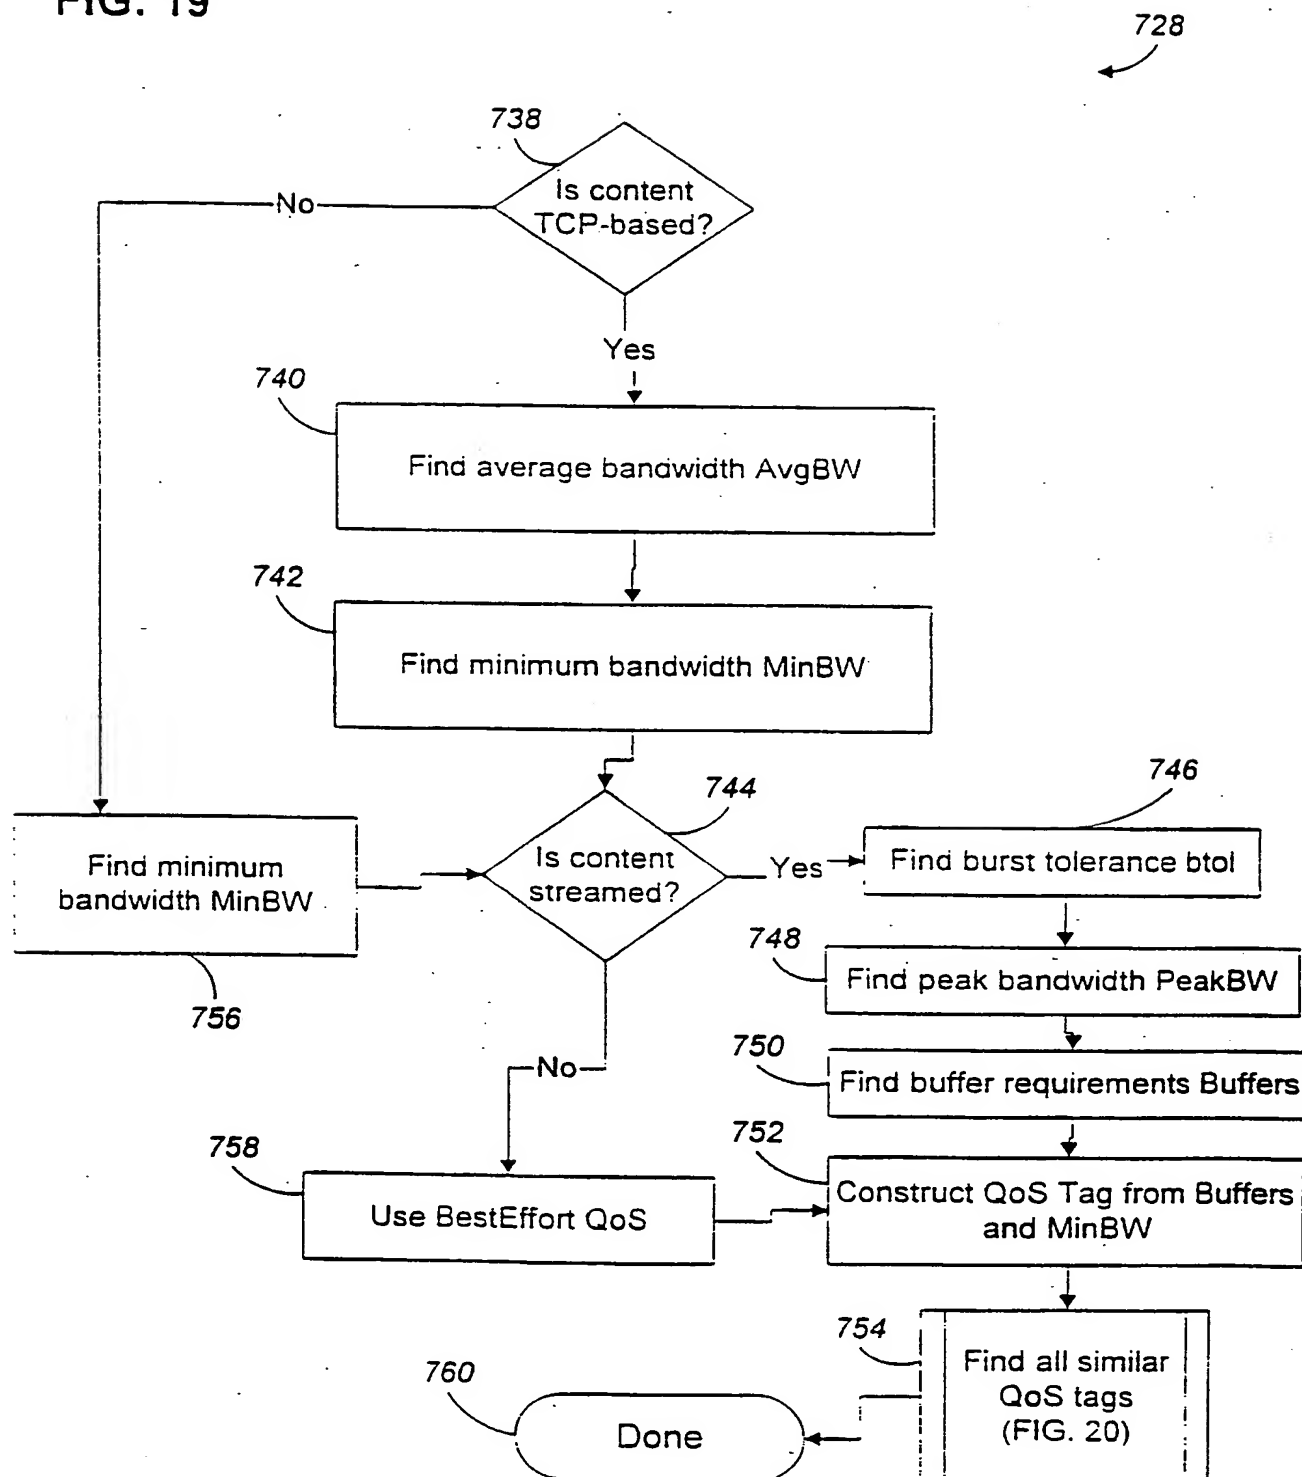 FIG. 19
728
738
Is content
TCP-based?
No
Yes
740
Find average bandwidth AvgBW
742
Find minimum bandwidth MinBW
744
Is content
streamed?
Yes
746
Find burst tolerance btol
Find minimum
bandwidth MinBW
756
748
Find peak bandwidth PeakBW
750
Find buffer requirements Buffers
No
752
Construct QoS Tag from Buffers
and MinBW
758
Use BestEffort QoS
754
Find all similar
QoS tags
(FIG. 20)
760
Done